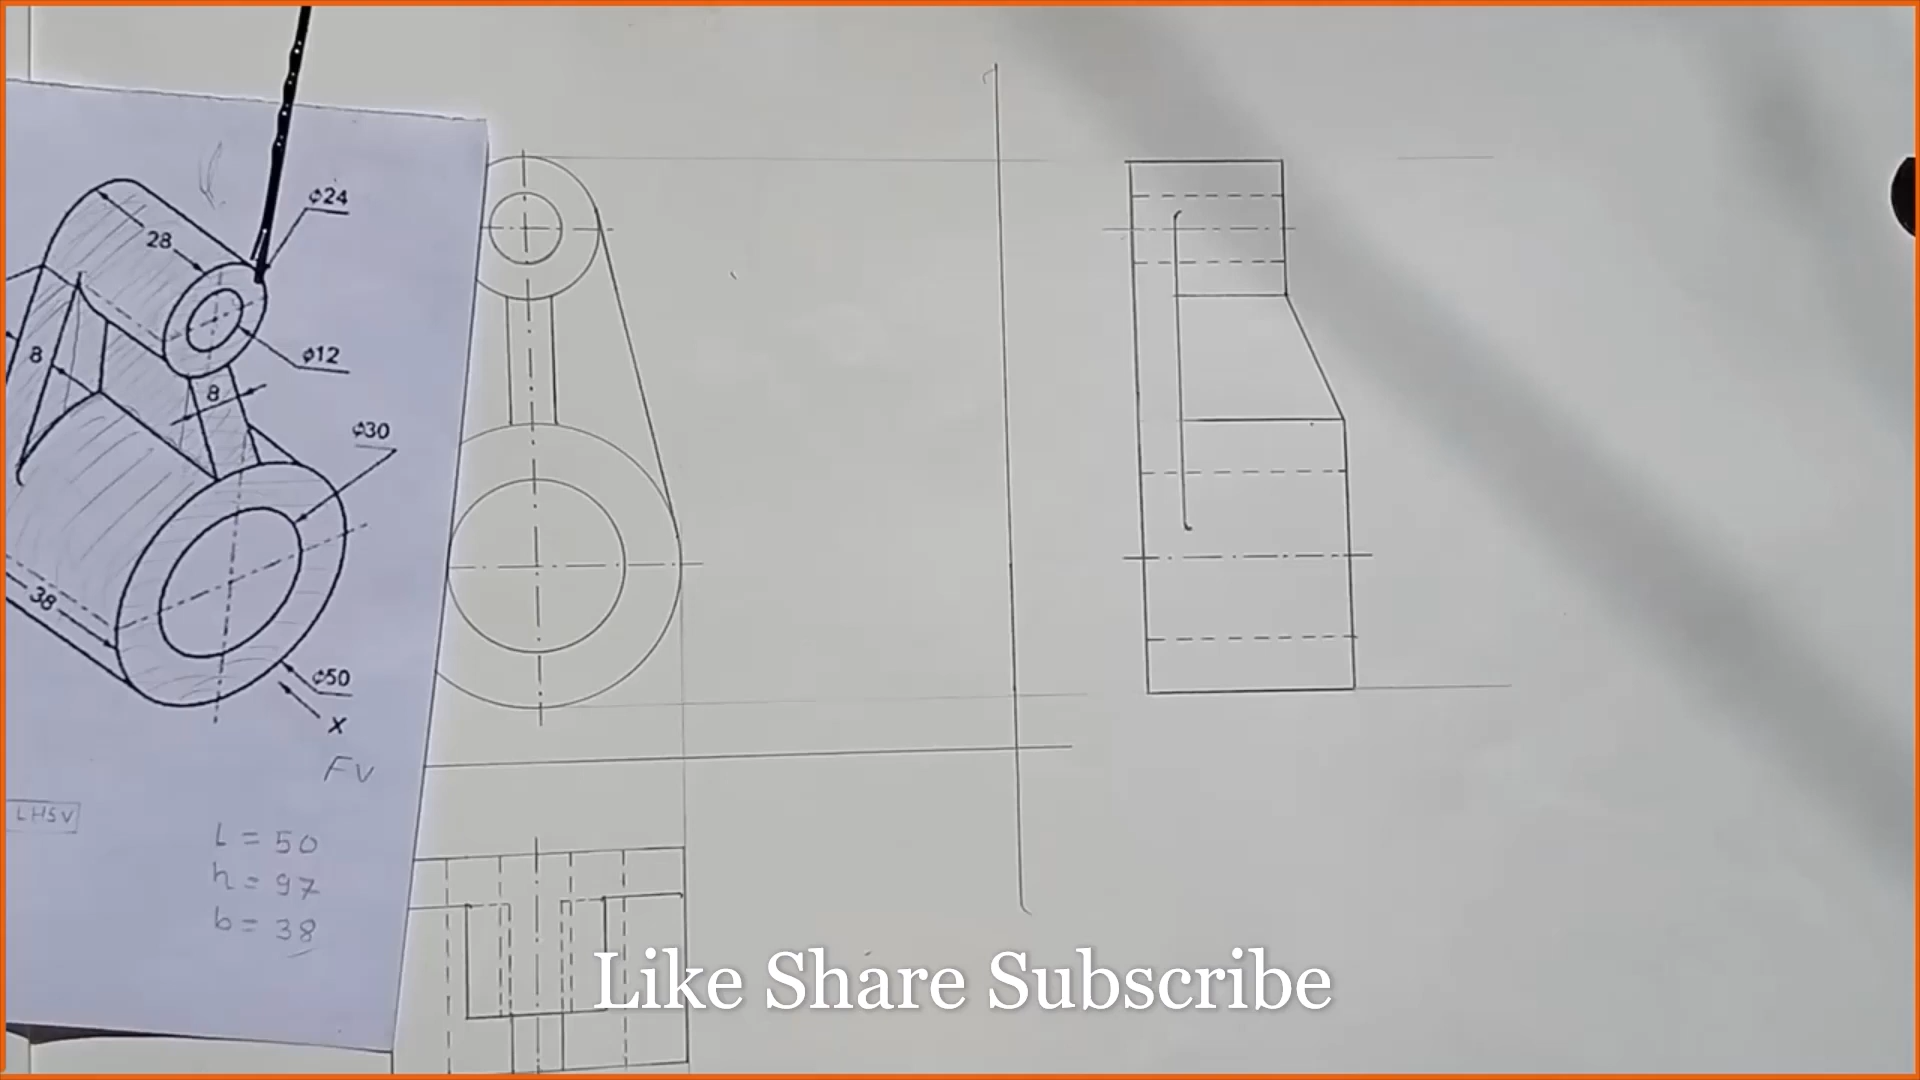 ϕ24
28
ϕ12
8
8
ϕ30
38
ϕ50
X
FV
LHSV
L = 50
h = 97
b = 38
Like Share Subscribe